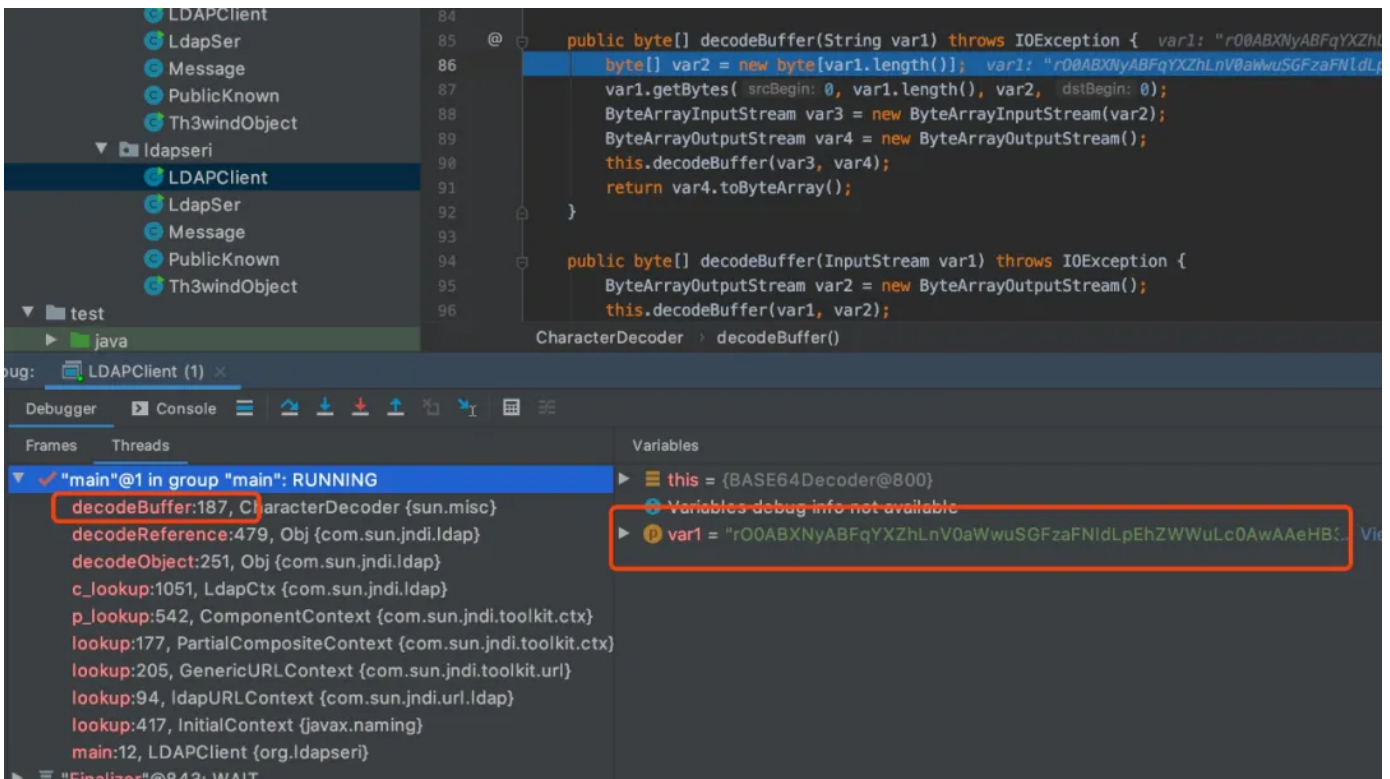 LDAPClient
LdapSer
Message
PublicKnown
Th3windObject
ldapseri
LDAPClient
LdapSer
Message
PublicKnown
Th3windObject
test
java
84
85 @ public byte[] decodeBuffer(String var1) throws IOException { var1: "rO0ABXNyABFqYXZhL
86 byte[] var2 = new byte[var1.length()]; var1: "rO0ABXNyABFqYXZhLnV0aWwuSGFzaFNldLp
87 var1.getBytes( srcBegin: 0, var1.length(), var2, dstBegin: 0);
88 ByteArrayInputStream var3 = new ByteArrayInputStream(var2);
89 ByteArrayOutputStream var4 = new ByteArrayOutputStream();
90 this.decodeBuffer(var3, var4);
91 return var4.toByteArray();
92 }
93
94 public byte[] decodeBuffer(InputStream var1) throws IOException {
95 ByteArrayOutputStream var2 = new ByteArrayOutputStream();
96 this.decodeBuffer(var1, var2);
CharacterDecoder › decodeBuffer()
bug: LDAPClient (1) ×
Debugger Console
Frames Threads
"main"@1 in group "main": RUNNING
decodeBuffer:187, CharacterDecoder {sun.misc}
decodeReference:479, Obj {com.sun.jndi.ldap}
decodeObject:251, Obj {com.sun.jndi.ldap}
c_lookup:1051, LdapCtx {com.sun.jndi.ldap}
p_lookup:542, ComponentContext {com.sun.jndi.toolkit.ctx}
lookup:177, PartialCompositeContext {com.sun.jndi.toolkit.ctx}
lookup:205, GenericURLContext {com.sun.jndi.toolkit.url}
lookup:94, ldapURLContext {com.sun.jndi.url.ldap}
lookup:417, InitialContext {javax.naming}
main:12, LDAPClient {org.ldapseri}
"Finalizer"@843: WAIT
Variables
this = {BASE64Decoder@800}
Variables debug info not available
var1 = "rO0ABXNyABFqYXZhLnV0aWwuSGFzaFNldLpEhZWWuLc0AwAAeHB3... Vie